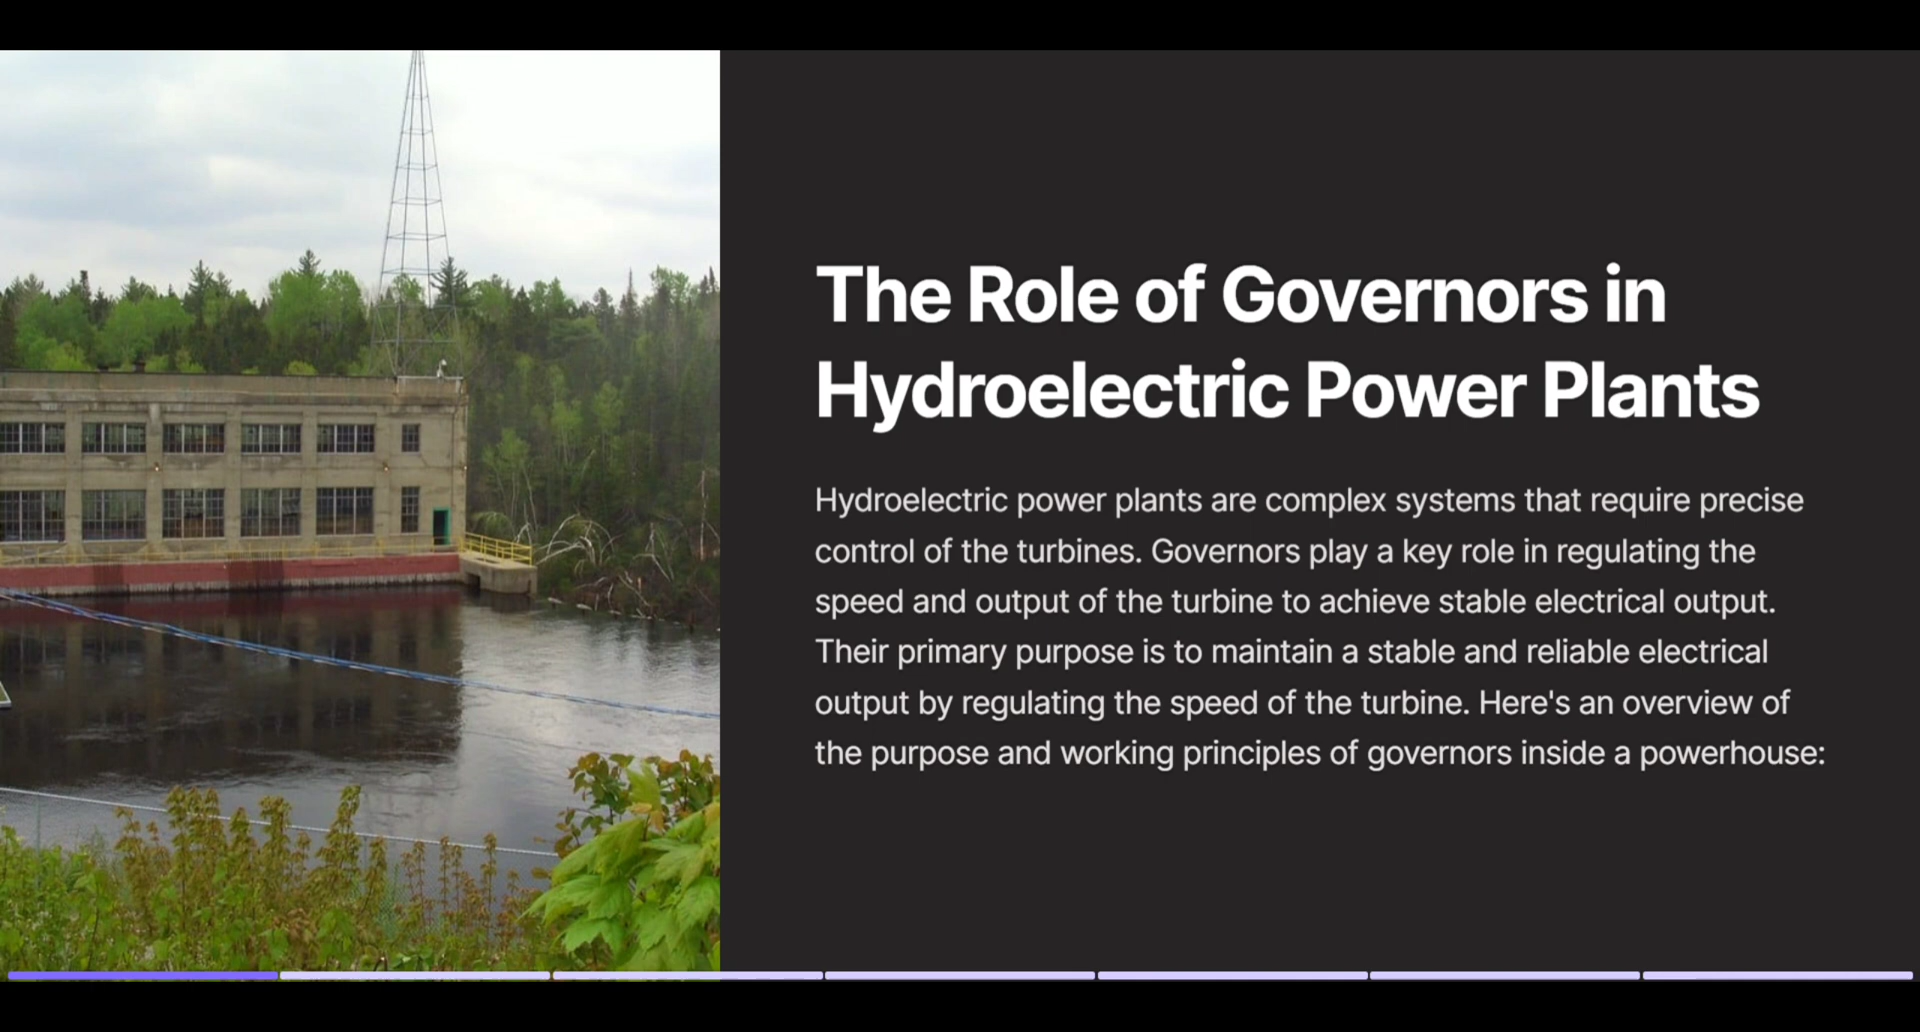 The Role of Governors in
Hydroelectric Power Plants
Hydroelectric power plants are complex systems that require precise
control of the turbines. Governors play a key role in regulating the
speed and output of the turbine to achieve stable electrical output.
Their primary purpose is to maintain a stable and reliable electrical
output by regulating the speed of the turbine. Here's an overview of
the purpose and working principles of governors inside a powerhouse: